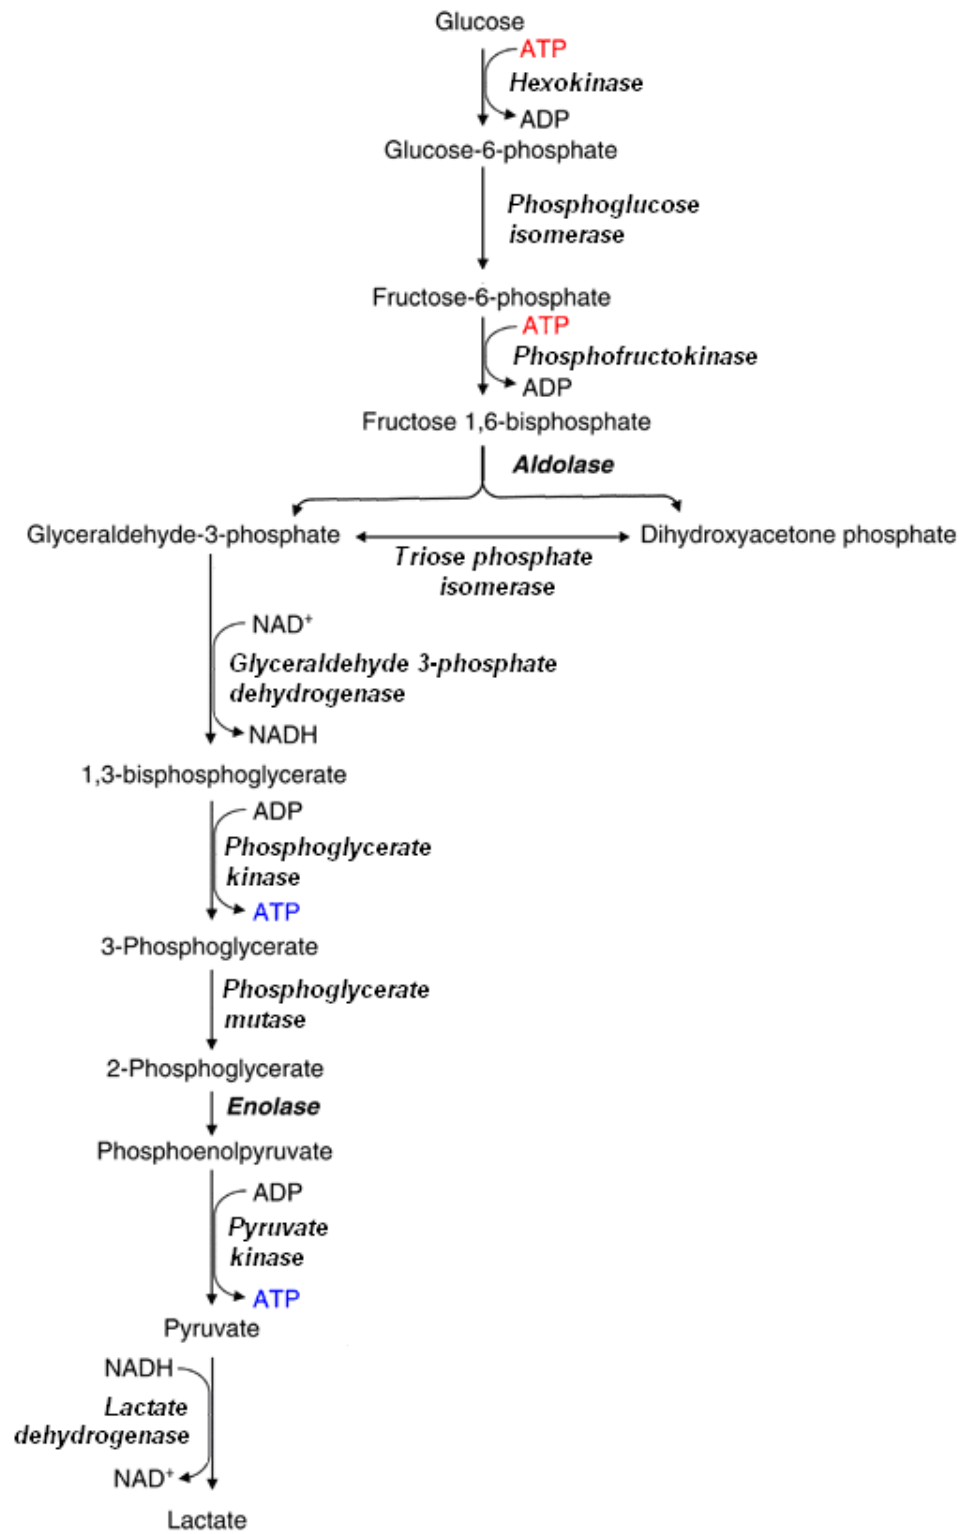 Glucose
ATP
Hexokinase
ADP
Glucose-6-phosphate
Phosphoglucose
isomerase
Fructose-6-phosphate
ATP
Phosphofructokinase
ADP
Fructose 1,6-bisphosphate
Aldolase
Glyceraldehyde-3-phosphate
Dihydroxyacetone phosphate
Triose phosphate
isomerase
NAD⁺
Glyceraldehyde 3-phosphate
dehydrogenase
NADH
1,3-bisphosphoglycerate
ADP
Phosphoglycerate
kinase
ATP
3-Phosphoglycerate
Phosphoglycerate
mutase
2-Phosphoglycerate
Enolase
Phosphoenolpyruvate
ADP
Pyruvate
kinase
ATP
Pyruvate
NADH
Lactate
dehydrogenase
NAD⁺
Lactate